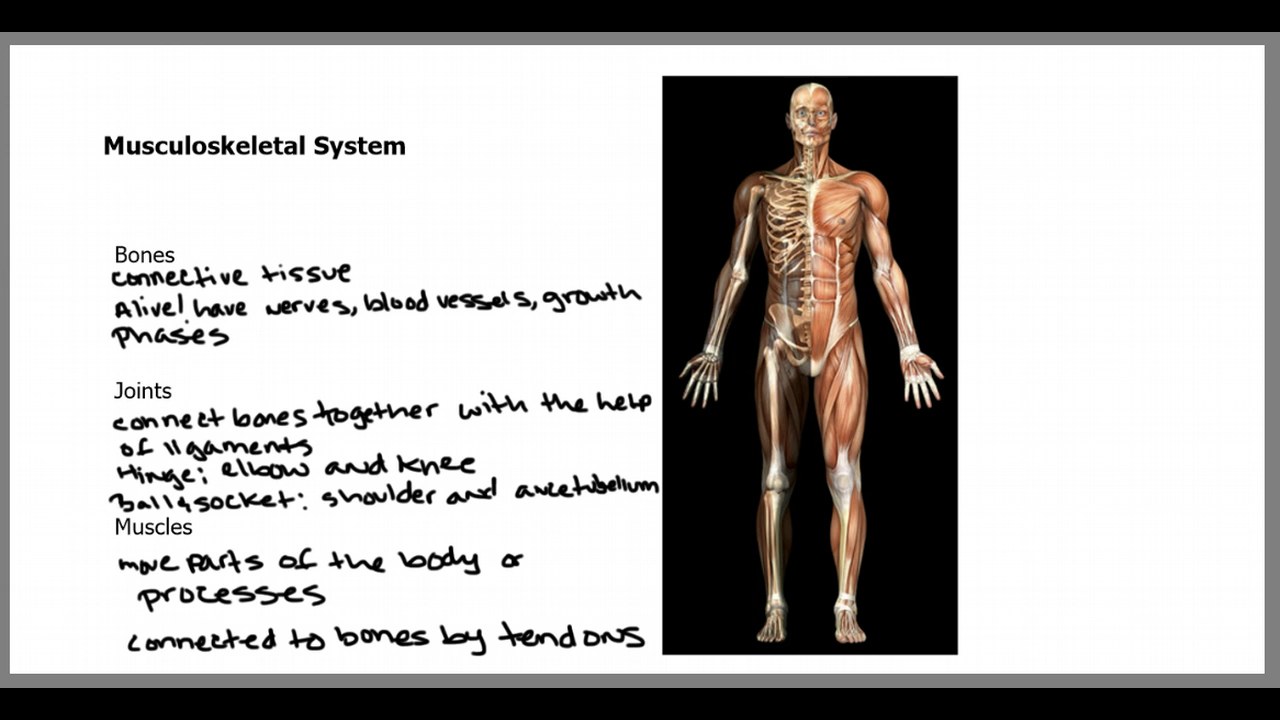 Musculoskeletal System
Bones
connective tissue
Alive! have nerves, blood vessels, growth
phases
Joints
connect bones together with the help
of ligaments
Hinge: elbow and knee
Ball & socket: shoulder and
Muscles
move parts of the body or
processes
connected to bones by tendons